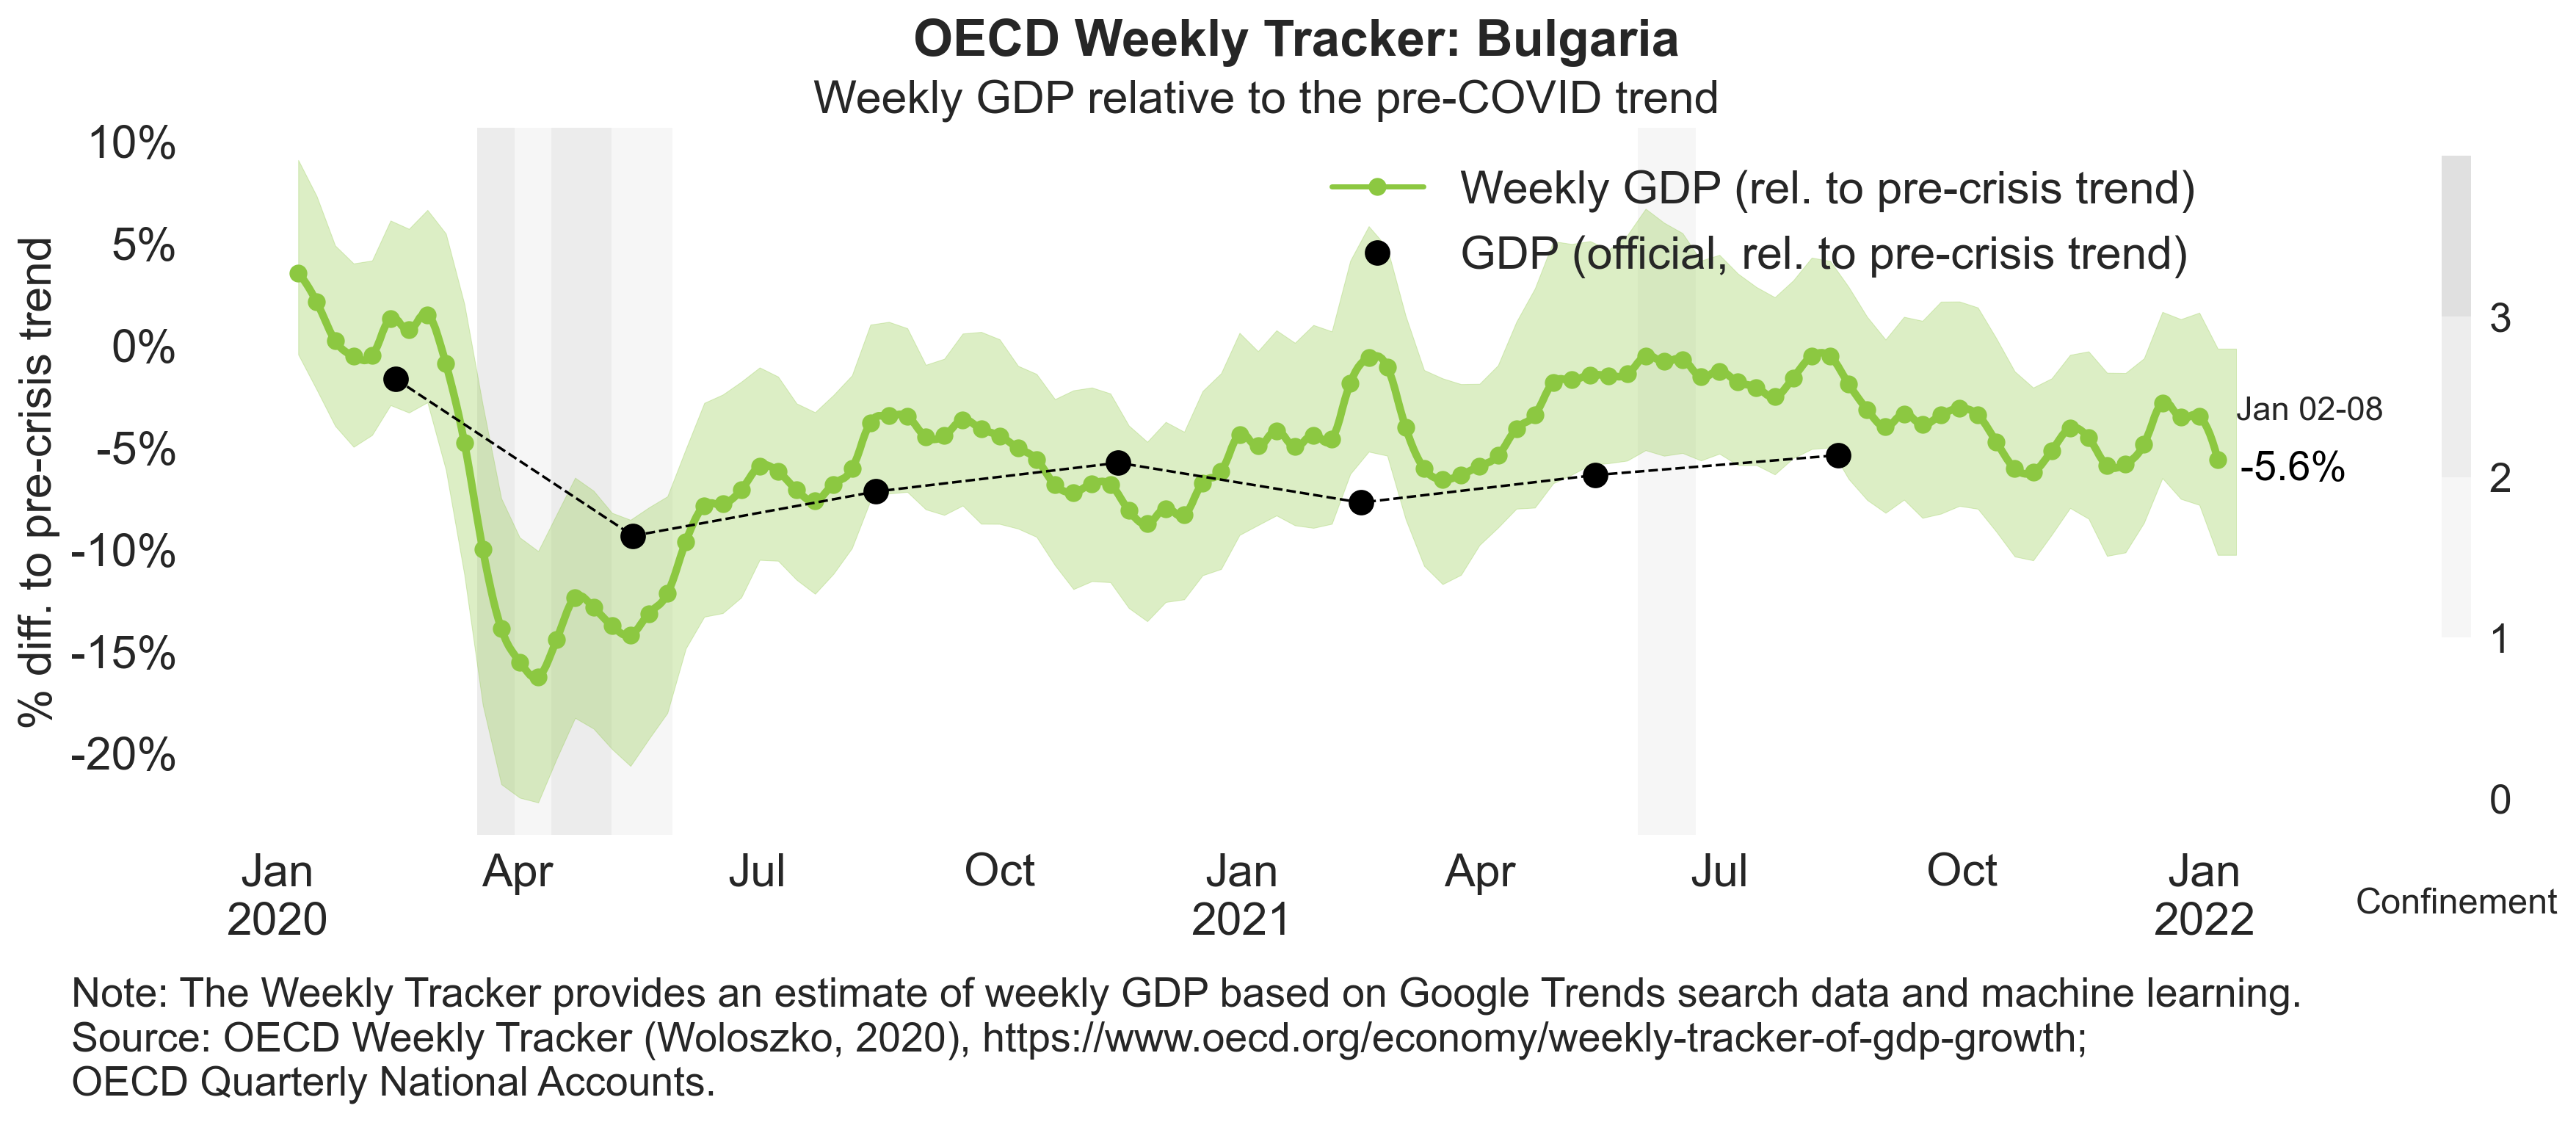 OECD Weekly Tracker: Bulgaria
Weekly GDP relative to the pre-COVID trend
% diff. to pre-crisis trend
10%
5%
0%
-5%
-10%
-15%
-20%
Weekly GDP (rel. to pre-crisis trend)
GDP (official, rel. to pre-crisis trend)
Jan 02-08
-5.6%
3
2
1
0
Confinement
Jan Apr Jul Oct Jan Apr Jul Oct Jan
2020 2021 2022
Note: The Weekly Tracker provides an estimate of weekly GDP based on Google Trends search data and machine learning.
Source: OECD Weekly Tracker (Woloszko, 2020), https://www.oecd.org/economy/weekly-tracker-of-gdp-growth;
OECD Quarterly National Accounts.